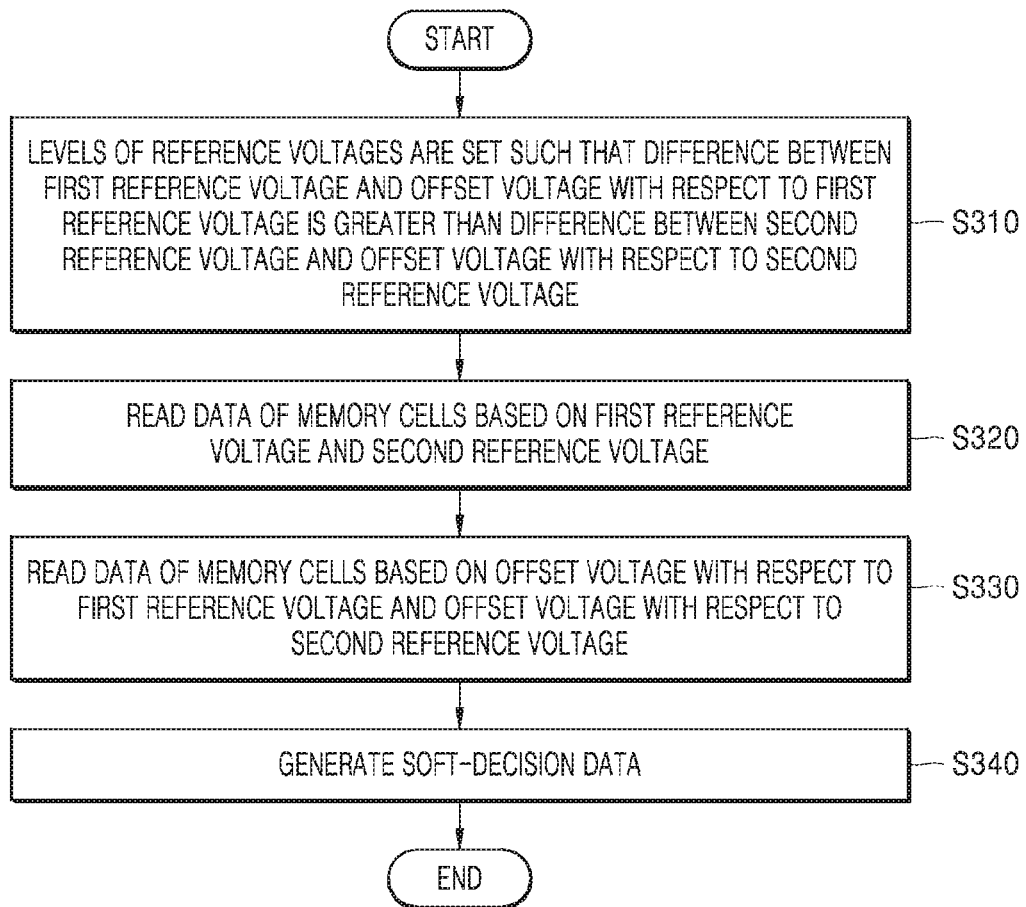 START
LEVELS OF REFERENCE VOLTAGES ARE SET SUCH THAT DIFFERENCE BETWEEN
FIRST REFERENCE VOLTAGE AND OFFSET VOLTAGE WITH RESPECT TO FIRST
REFERENCE VOLTAGE IS GREATER THAN DIFFERENCE BETWEEN SECOND
REFERENCE VOLTAGE AND OFFSET VOLTAGE WITH RESPECT TO SECOND
REFERENCE VOLTAGE
S310
READ DATA OF MEMORY CELLS BASED ON FIRST REFERENCE
VOLTAGE AND SECOND REFERENCE VOLTAGE
S320
READ DATA OF MEMORY CELLS BASED ON OFFSET VOLTAGE WITH RESPECT TO
FIRST REFERENCE VOLTAGE AND OFFSET VOLTAGE WITH RESPECT TO
SECOND REFERENCE VOLTAGE
S330
GENERATE SOFT-DECISION DATA
S340
END